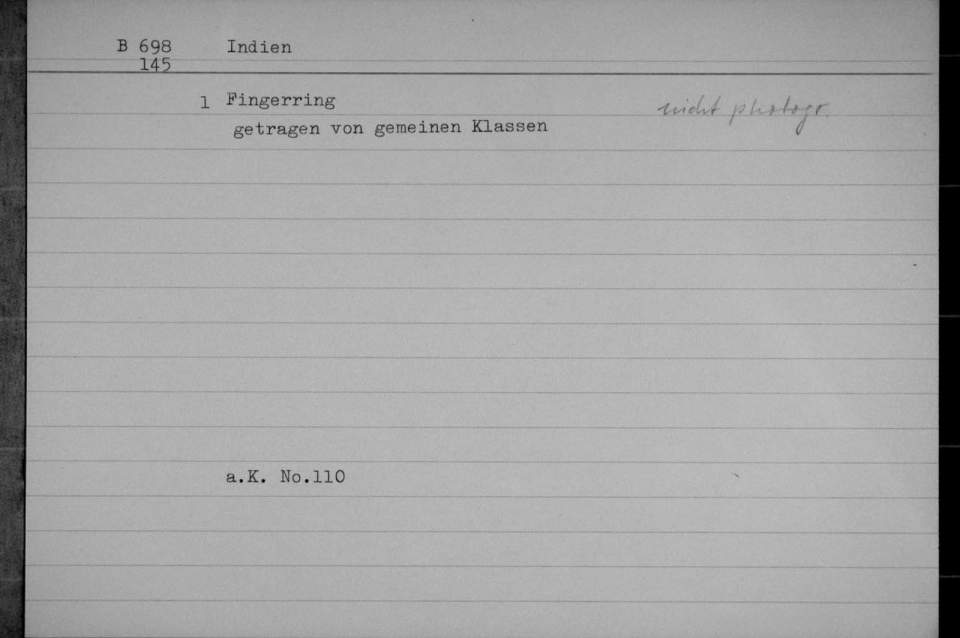 B 698 Indien
145
1 Fingerring nicht photogr.
getragen von gemeinen Klassen
a.K. No.110